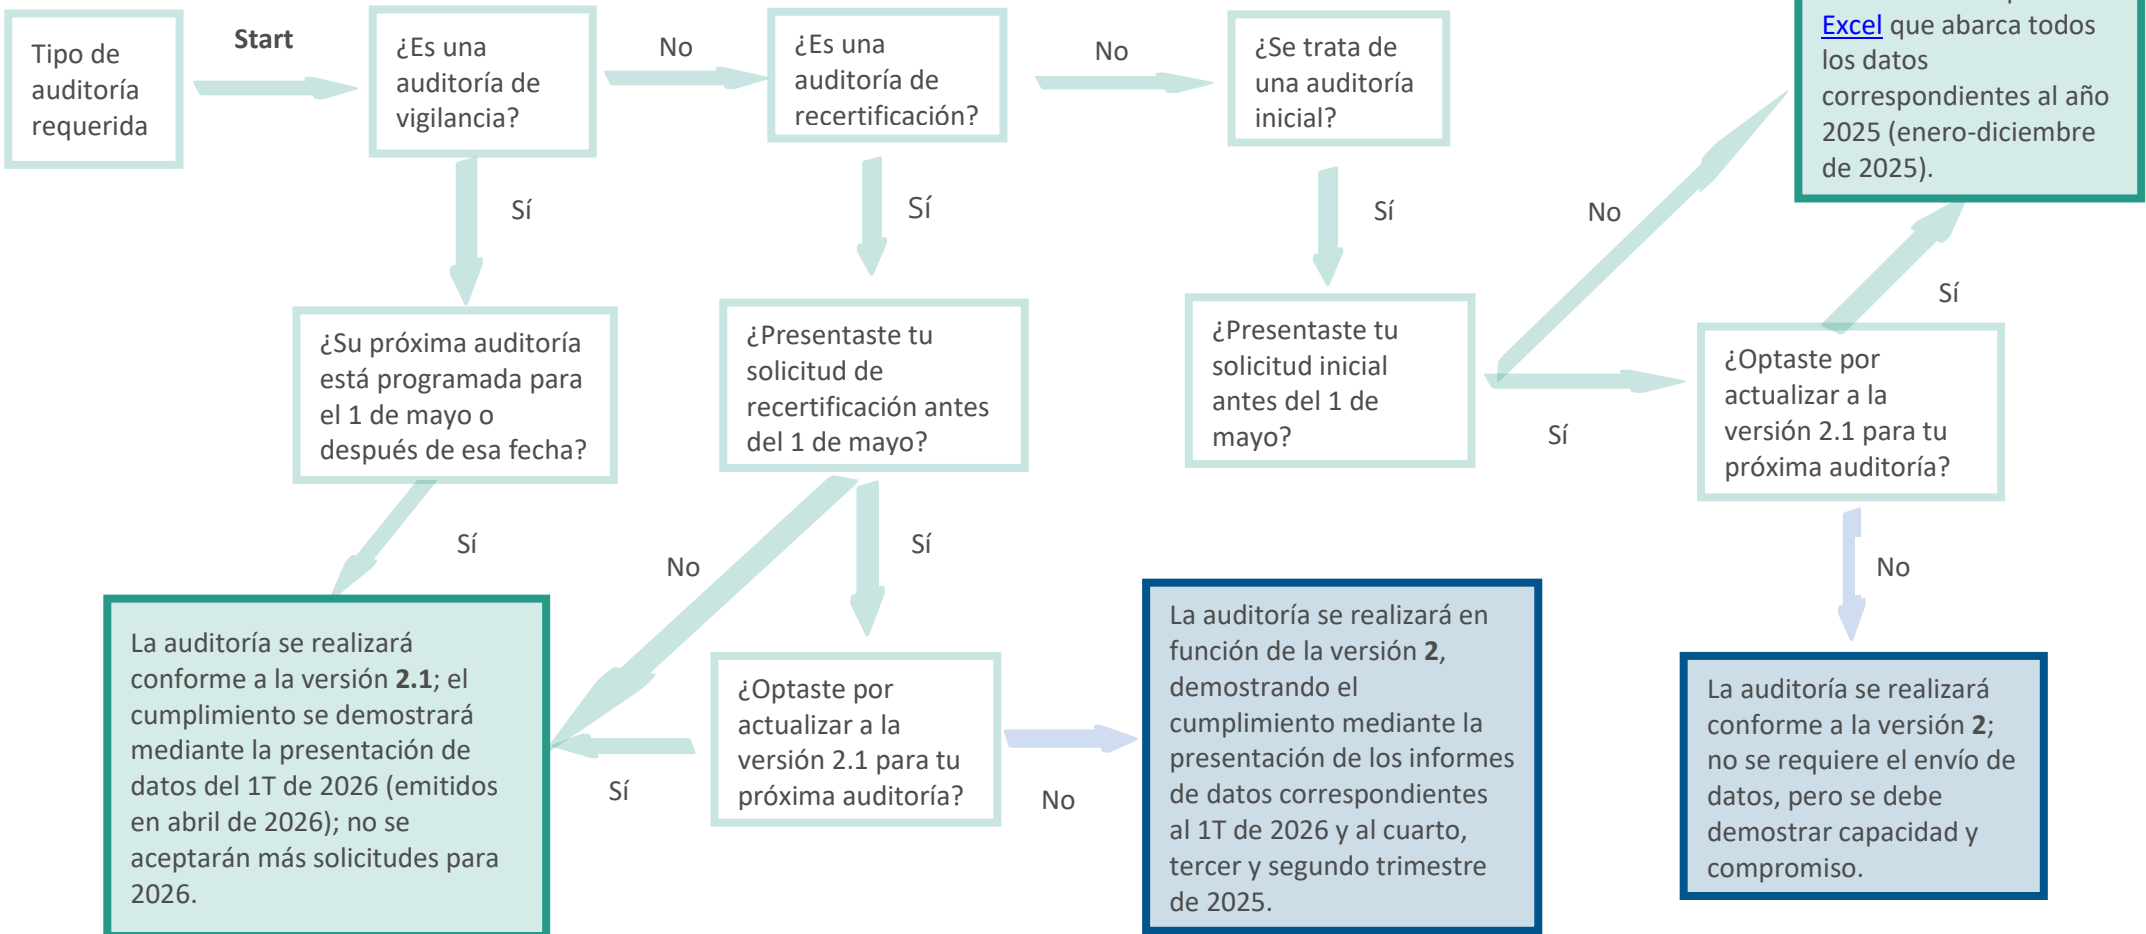 Tipo de
auditoría
requerida
Start
¿Es una
auditoría de
vigilancia?
No
¿Es una
auditoría de
recertificación?
No
¿Se trata de
una auditoría
inicial?
Excel que abarca todos
los datos
correspondientes al año
2025 (enero-diciembre
de 2025).
Sí
Sí
Sí
No
Sí
¿Su próxima auditoría
está programada para
el 1 de mayo o
después de esa fecha?
¿Presentaste tu
solicitud de
recertificación antes
del 1 de mayo?
¿Presentaste tu
solicitud inicial
antes del 1 de
mayo?
Sí
¿Optaste por
actualizar a la
versión 2.1 para tu
próxima auditoría?
Sí
No
Sí
No
La auditoría se realizará
conforme a la versión 2.1; el
cumplimiento se demostrará
mediante la presentación de
datos del 1T de 2026 (emitidos
en abril de 2026); no se
aceptarán más solicitudes para
2026.
Sí
¿Optaste por
actualizar a la
versión 2.1 para tu
próxima auditoría?
No
La auditoría se realizará en
función de la versión 2,
demostrando el
cumplimiento mediante la
presentación de los informes
de datos correspondientes
al 1T de 2026 y al cuarto,
tercer y segundo trimestre
de 2025.
La auditoría se realizará
conforme a la versión 2;
no se requiere el envío de
datos, pero se debe
demostrar capacidad y
compromiso.